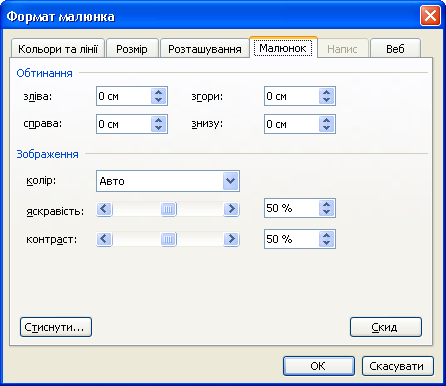 Формат малюнка
Кольори та лінії Розмір Розташування Малюнок Напис Веб
Обтинання
зліва: 0 см згори: 0 см
справа: 0 см знизу: 0 см
Зображення
колір: Авто
яскравість: 50 %
контраст: 50 %
Стиснути... Скид
ОК Скасувати